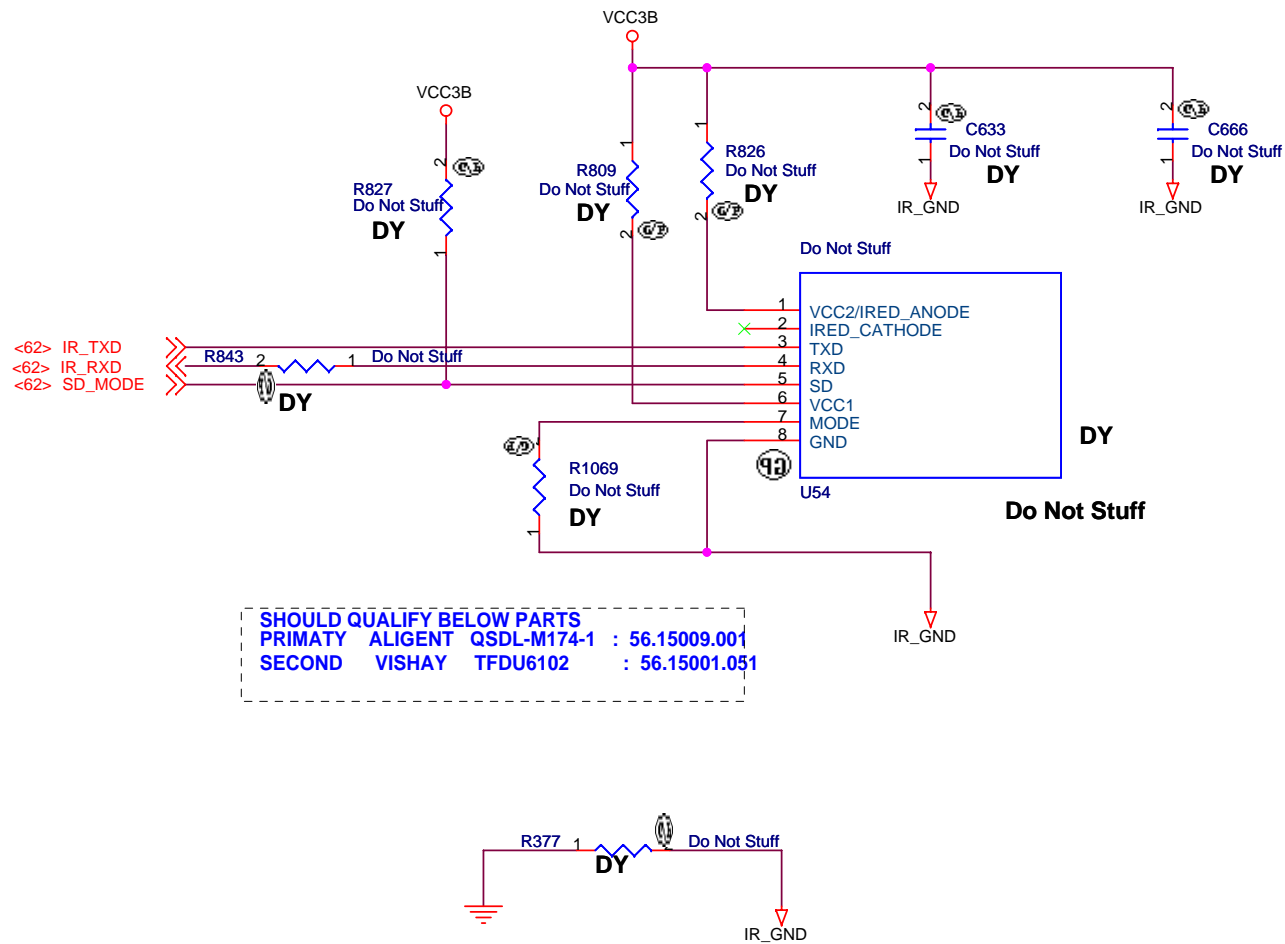 VCC3B
VCC3B
2
R827
Do Not Stuff
DY
1
1
R809
Do Not Stuff
DY
2
G/P
1
R826
Do Not Stuff
DY
2
G/P
2
C633
Do Not Stuff
1
DY
IR_GND
2
C666
Do Not Stuff
1
DY
IR_GND
Do Not Stuff
1 VCC2/IRED_ANODE
2 IRED_CATHODE
3 TXD
4 RXD
5 SD
6 VCC1
7 MODE
8 GND
U54
DY
Do Not Stuff
<62> IR_TXD
<62> IR_RXD
<62> SD_MODE
R843 2 1 Do Not Stuff
DY
R1069
Do Not Stuff
DY
1
IR_GND
SHOULD QUALIFY BELOW PARTS
PRIMATY ALIGENT QSDL-M174-1 : 56.15009.001
SECOND VISHAY TFDU6102 : 56.15001.051
R377 1 Do Not Stuff
DY
IR_GND